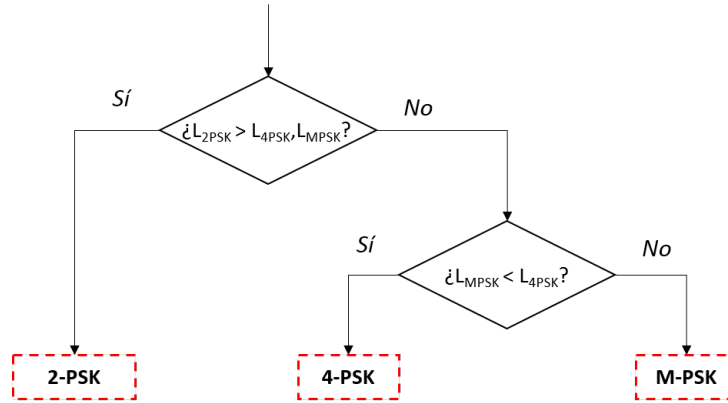 Sí
No
¿L2PSK > L4PSK,LMPSK?
Sí
No
¿LMPSK < L4PSK?
2-PSK
4-PSK
M-PSK